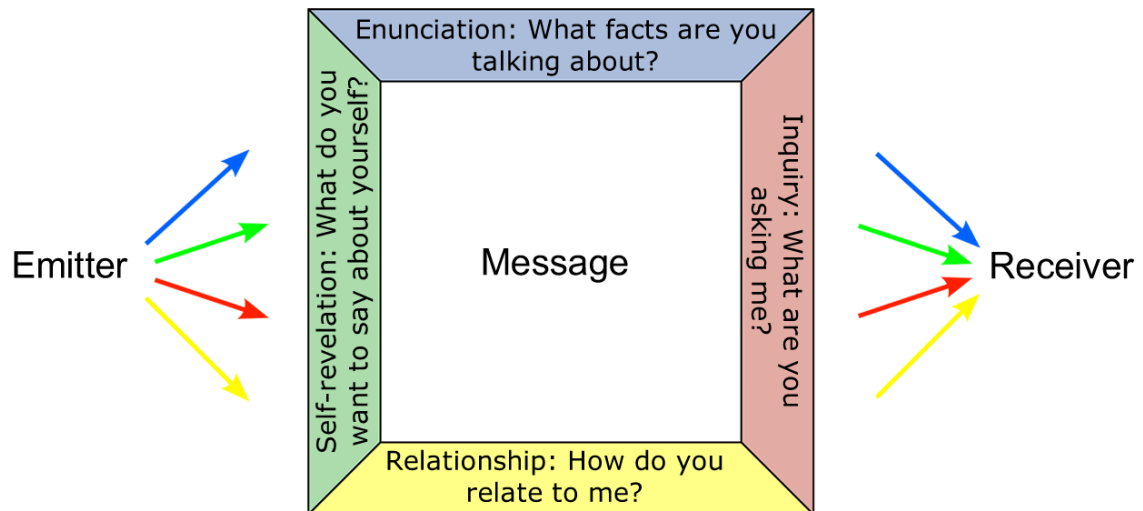 Enunciation: What facts are you
talking about?
Self-revelation: What do you
want to say about yourself?
Emitter
Message
Inquiry: What are you
asking me?
Receiver
Relationship: How do you
relate to me?